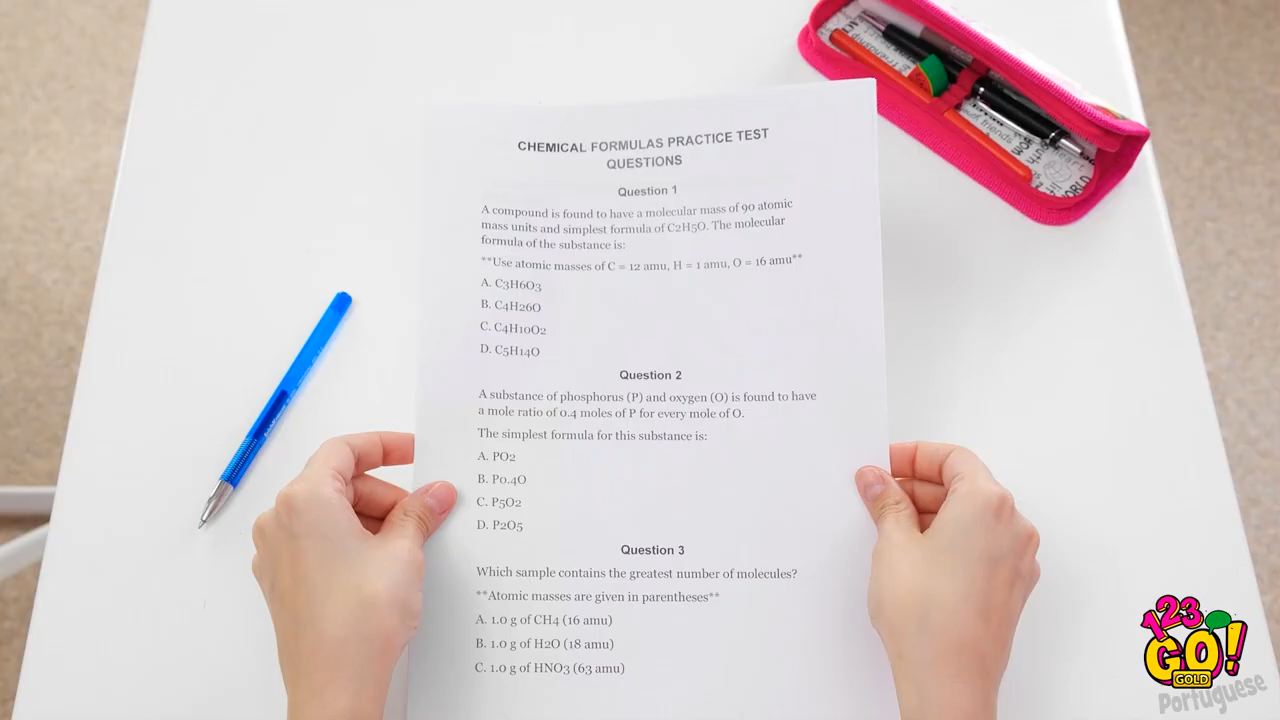 CHEMICAL FORMULAS PRACTICE TEST
QUESTIONS
Question 1
A compound is found to have a molecular mass of 90 atomic
mass units and simplest formula of C2H5O. The molecular
formula of the substance is:
**Use atomic masses of C = 12 amu, H = 1 amu, O = 16 amu**
A. C3H6O3
B. C4H26O
C. C4H10O2
D. C5H14O
Question 2
A substance of phosphorus (P) and oxygen (O) is found to have
a mole ratio of 0.4 moles of P for every mole of O.
The simplest formula for this substance is:
A. PO2
B. P0.4O
C. P5O2
D. P2O5
Question 3
Which sample contains the greatest number of molecules?
**Atomic masses are given in parentheses**
A. 1.0 g of CH4 (16 amu)
B. 1.0 g of H2O (18 amu)
C. 1.0 g of HNO3 (63 amu)
123
GO!
GOLD
Portuguese